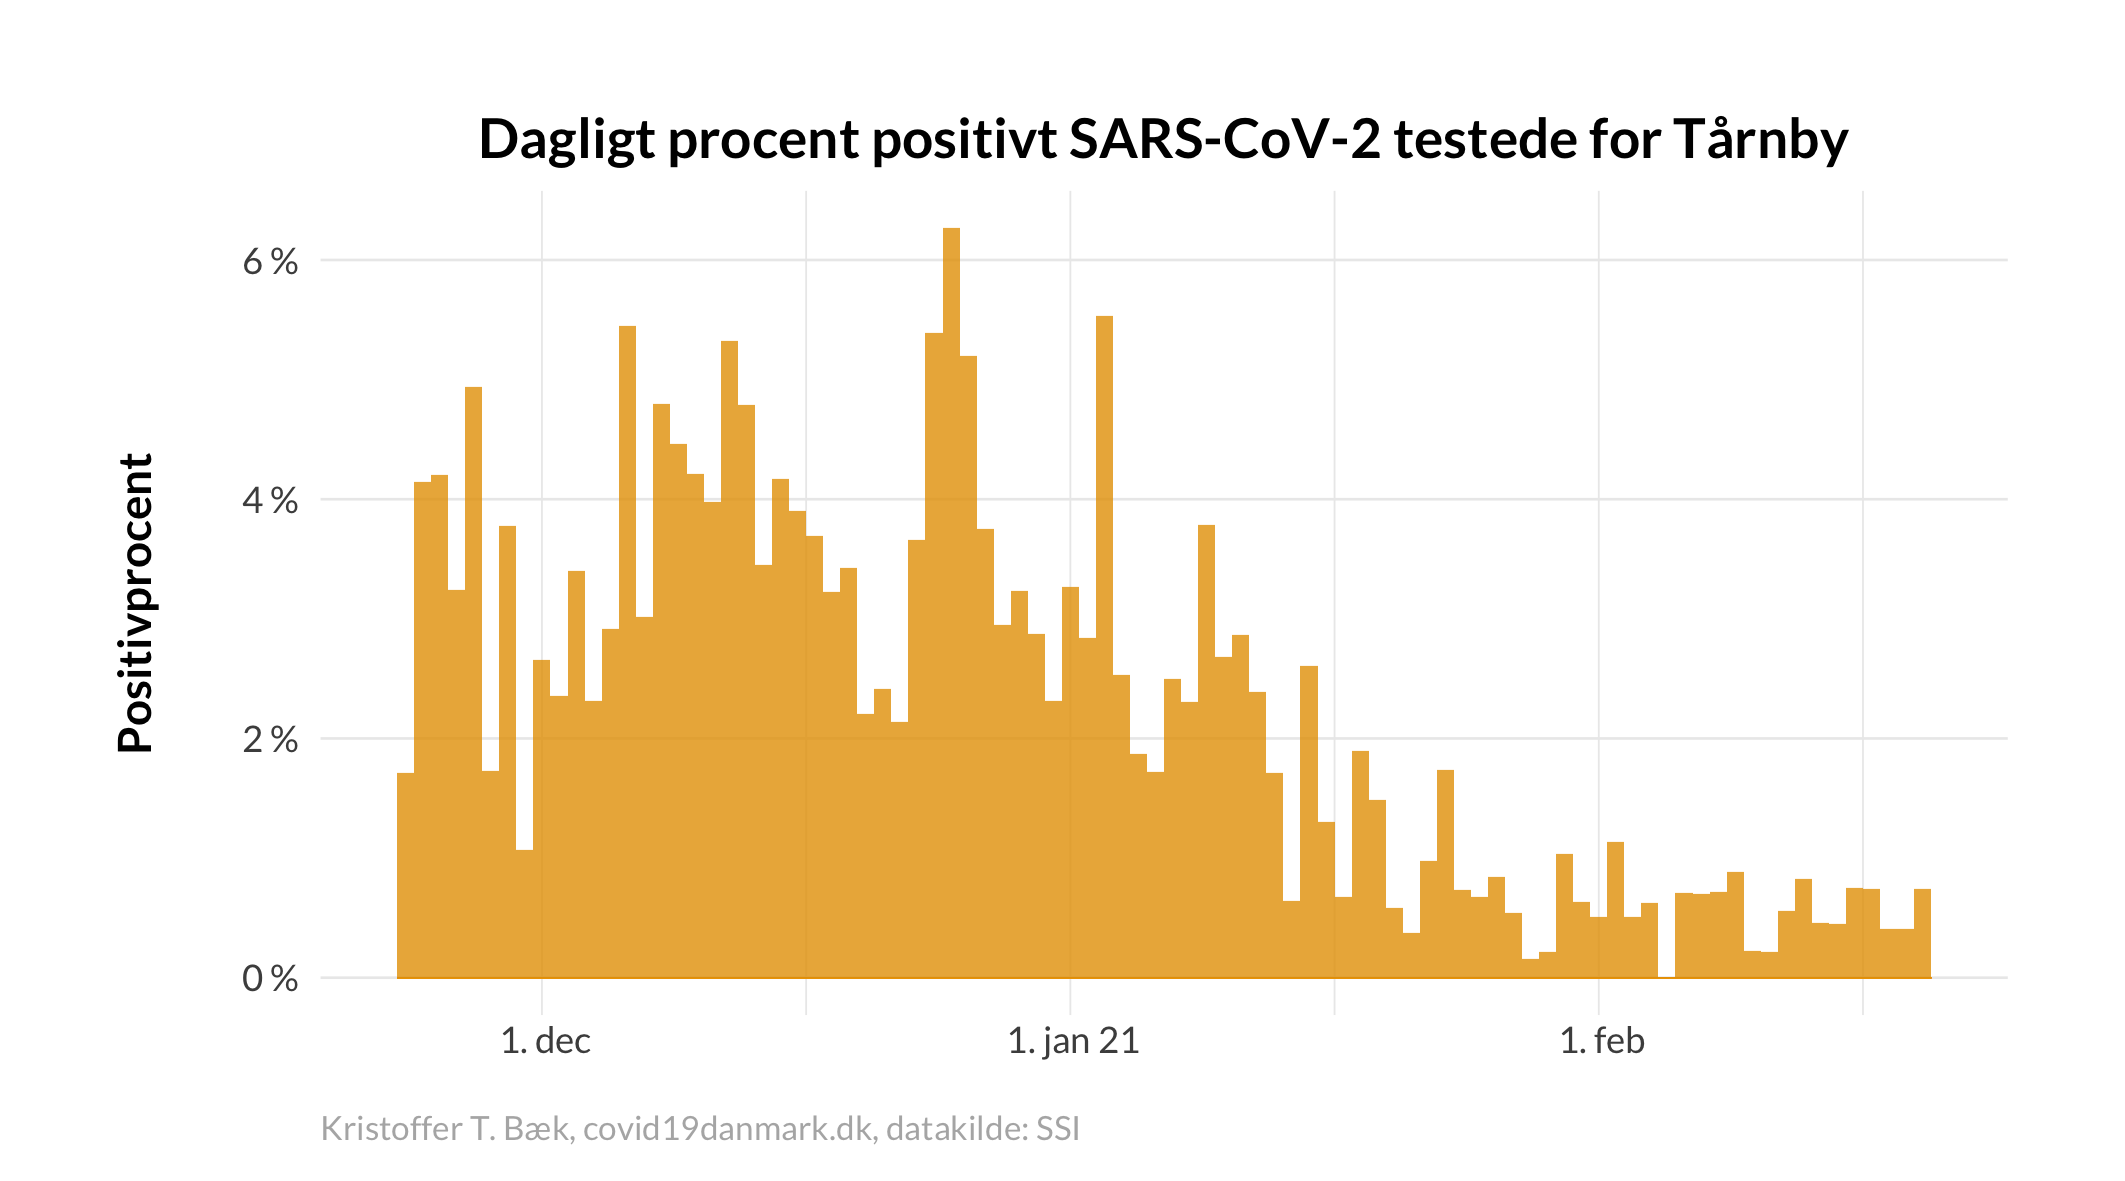 Dagligt procent positivt SARS-CoV-2 testede for Tårnby
Positivprocent
6 %
4 %
2 %
0 %
1. dec
1. jan 21
1. feb
Kristoffer T. Bæk, covid19danmark.dk, datakilde: SSI